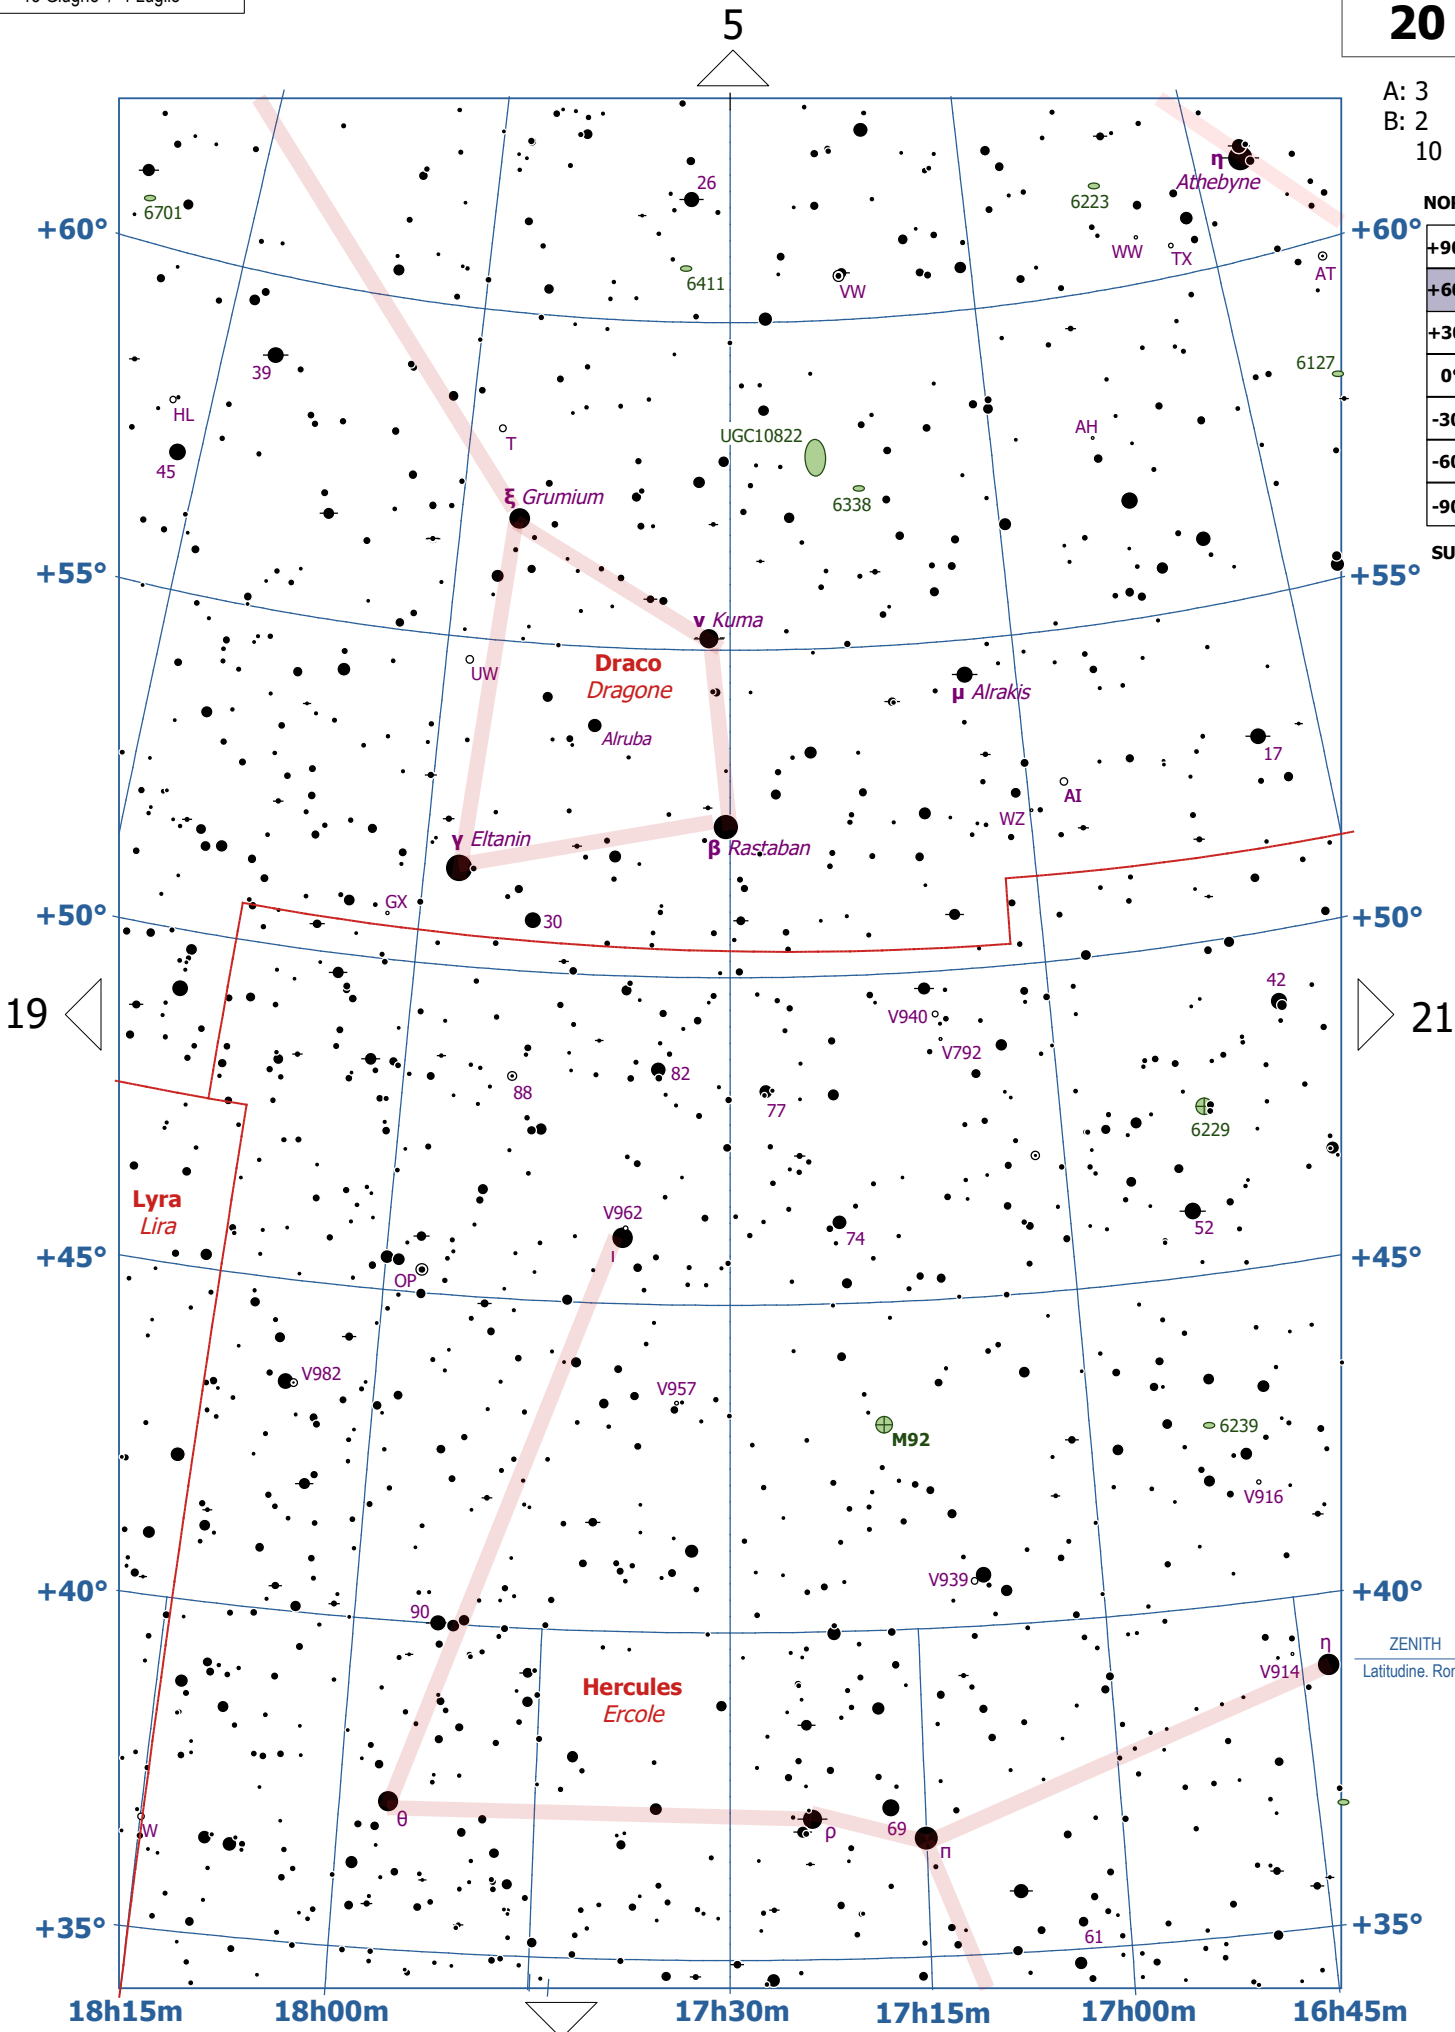 5
20
A: 3
B: 2
10
η
Athebyne
26
6223
6701
+60°
+60°
WW
TX
6411
AT
VW
39
6127
HL
AH
UGC10822
T
45
6338
ξ Grumium
+55°
+55°
ν Kuma
Draco
Dragone
UW
μ Alrakis
Alruba
17
AI
WZ
γ Eltanin
β Rastaban
GX
30
+50°
+50°
42
19
V940
21
V792
82
88
77
6229
Lyra
Lira
V962
52
74
ι
+45°
+45°
OP
V982
V957
M92
6239
V916
V939
+40°
+40°
90
η
ZENITH
V914
Hercules
Ercole
θ
69
ρ
π
W
61
+35°
+35°
18h15m
18h00m
17h30m
17h15m
17h00m
16h45m